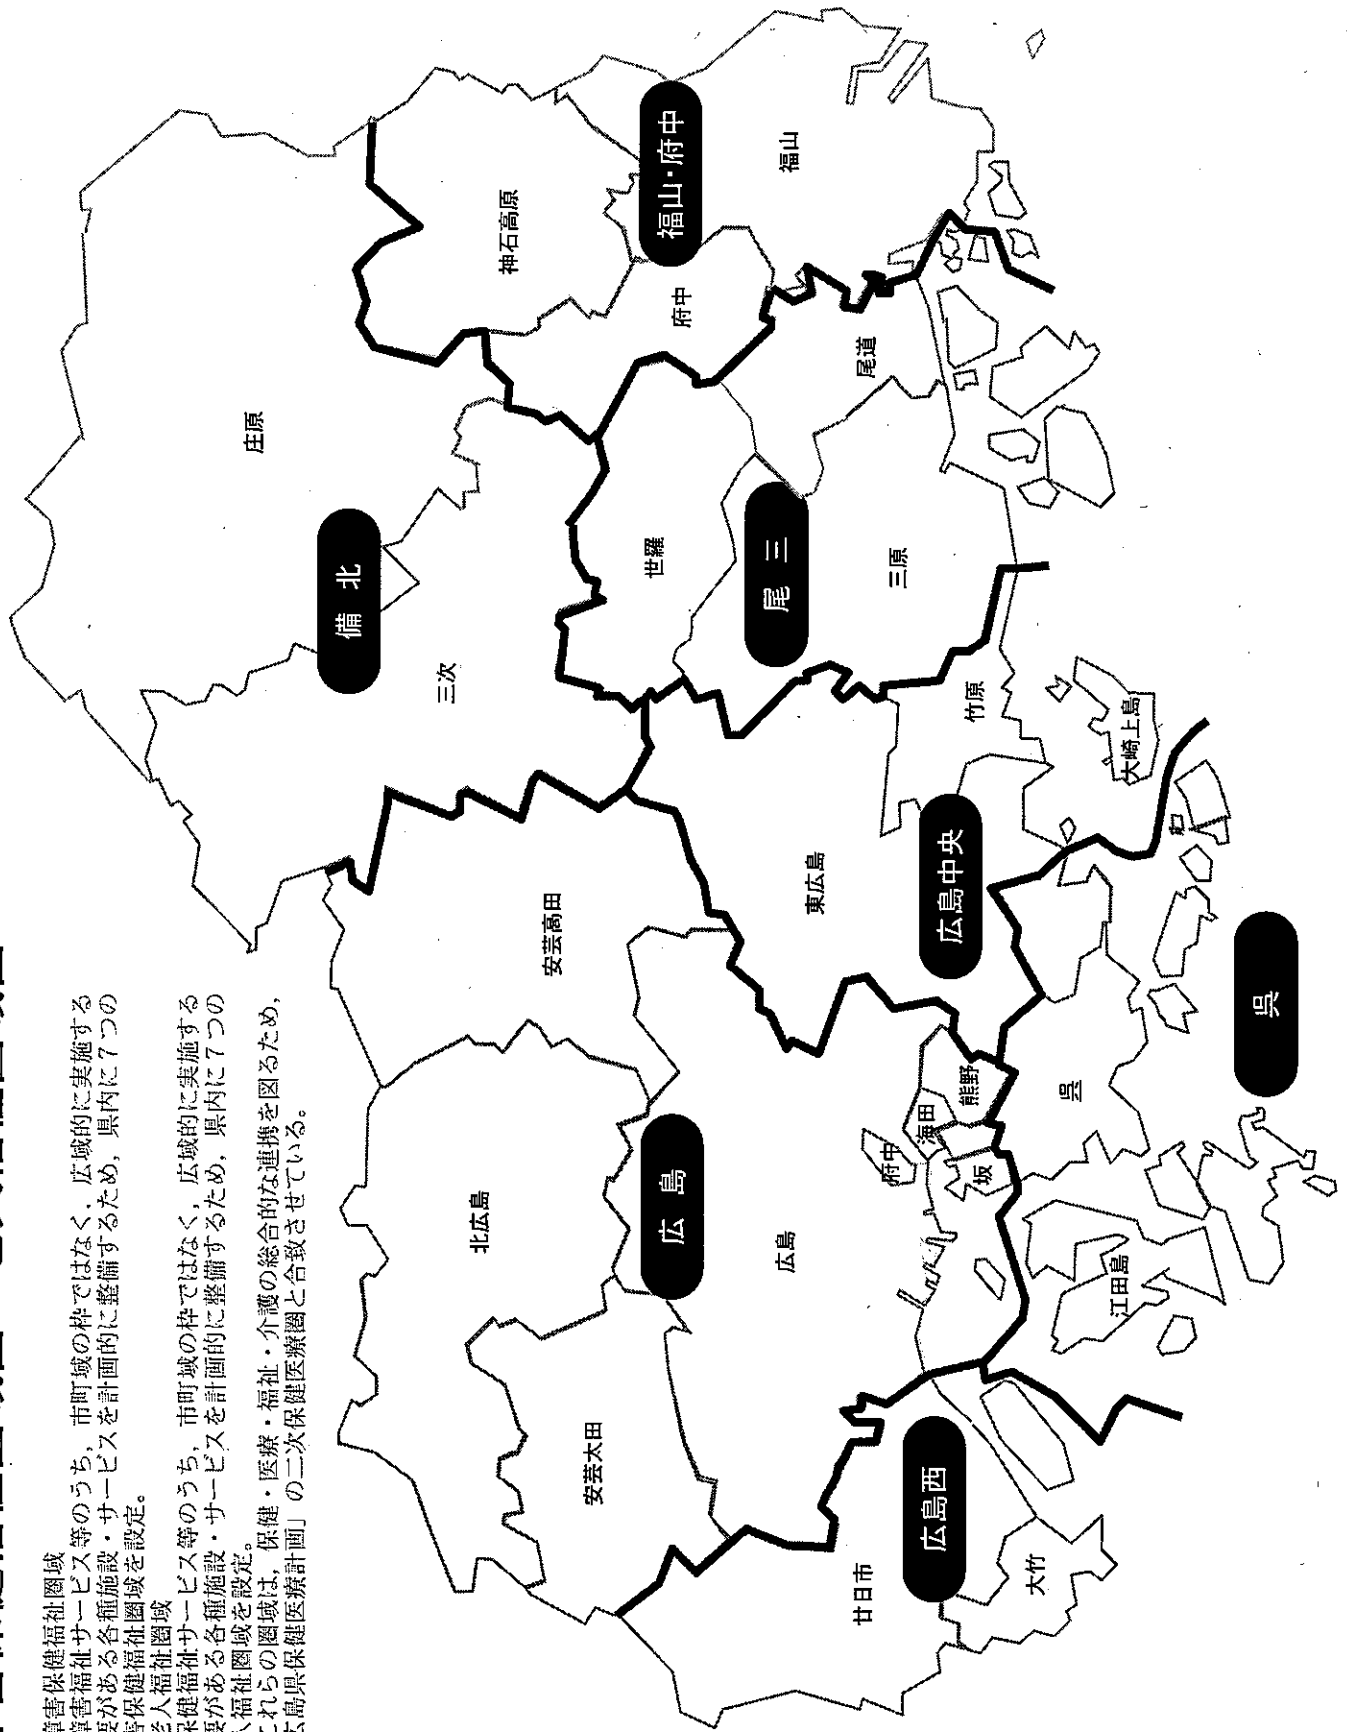 障害保健福祉圏域
障害福祉サービス等のうち，市町域の枠ではなく，広域的に実施する
要がある各種施設・サービスを計画的に整備するため，県内に７つの
害保健福祉圏域を設定。
老人福祉圏域
保健福祉サービス等のうち，市町域の枠ではなく，広域的に実施する
要がある各種施設・サービスを計画的に整備するため，県内に７つの
人福祉圏域を設定。
これらの圏域は，保健・医療・福祉・介護の総合的な連携を図るため，
広島県保健医療計画」の二次保健医療圏と合致させている。
庄原
備北
三次
神石高原
北広島
安芸高田
安芸太田
世羅
府中
福山・府中
広島
尾三
福山
広島
東広島
尾道
三原
廿日市
府中
海田
熊野
坂
広島西
広島中央
竹原
大竹
呉
江田島
大崎上島
呉